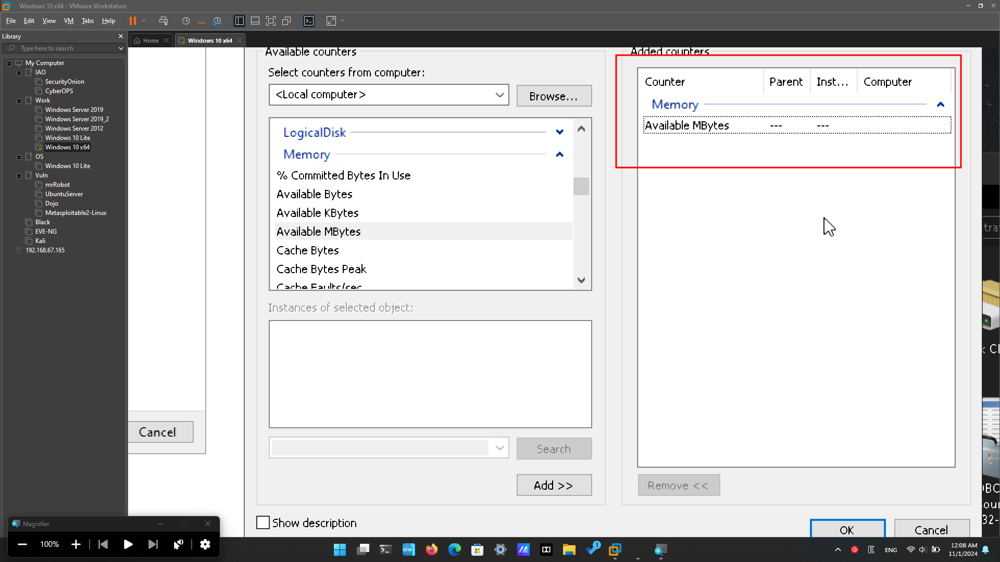 Windows 10 x64 - VMware Workstation
File Edit View VM Tabs Help
Library
Type here to search
Home
Windows 10 x64
My Computer
IAO
SecurityOnion
CyberOPS
Work
Windows Server 2019
Windows Server 2019_2
Windows Server 2012
Windows 10 Lite
Windows 10 x64
OS
Windows 10 Lite
Vuln
mrRobot
UbuntuServer
Dojo
Metasploitable2-Linux
Black
EVE-NG
Kali
192.168.67.165
Cancel
Available counters
Select counters from computer:
<Local computer>
Browse...
LogicalDisk
Memory
% Committed Bytes In Use
Available Bytes
Available KBytes
Available MBytes
Cache Bytes
Cache Bytes Peak
Cache Faults/sec
Instances of selected object:
Search
Add >>
Show description
Added counters
Counter Parent Inst... Computer
Memory
Available MBytes --- ---
Remove <<
OK
Cancel
Magnifier
100%
one
3
ENG
12:08 AM
11/1/2024